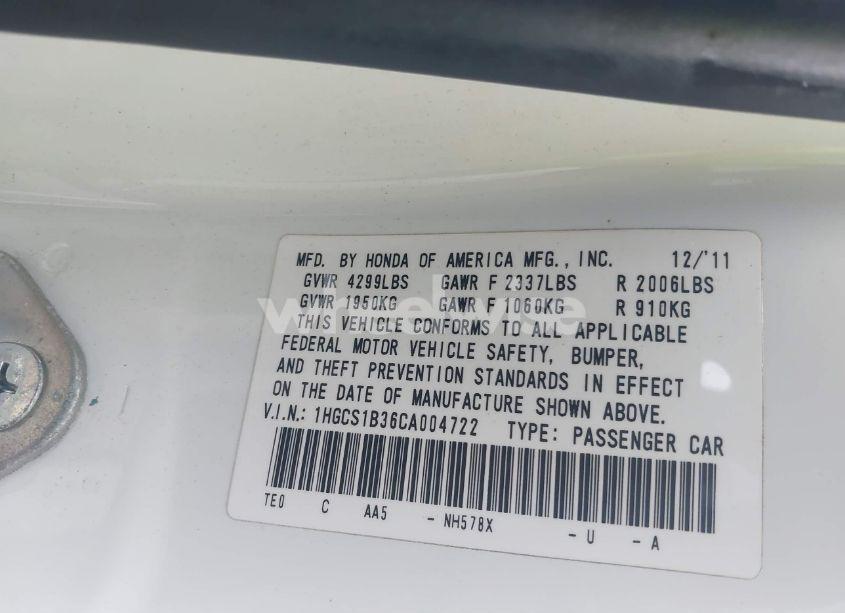 MFD. BY HONDA OF AMERICA MFG., INC. 12/'11
GVWR 4299LBS GAWR F 2337LBS R 2006LBS
GVWR 1950KG GAWR F 1060KG R 910KG
wreckwise
THIS VEHICLE CONFORMS TO ALL APPLICABLE
FEDERAL MOTOR VEHICLE SAFETY, BUMPER,
AND THEFT PREVENTION STANDARDS IN EFFECT
ON THE DATE OF MANUFACTURE SHOWN ABOVE.
V.I.N.: 1HGCS1B36CA004722 TYPE: PASSENGER CAR
TE0 C AA5 - NH578X - U - A